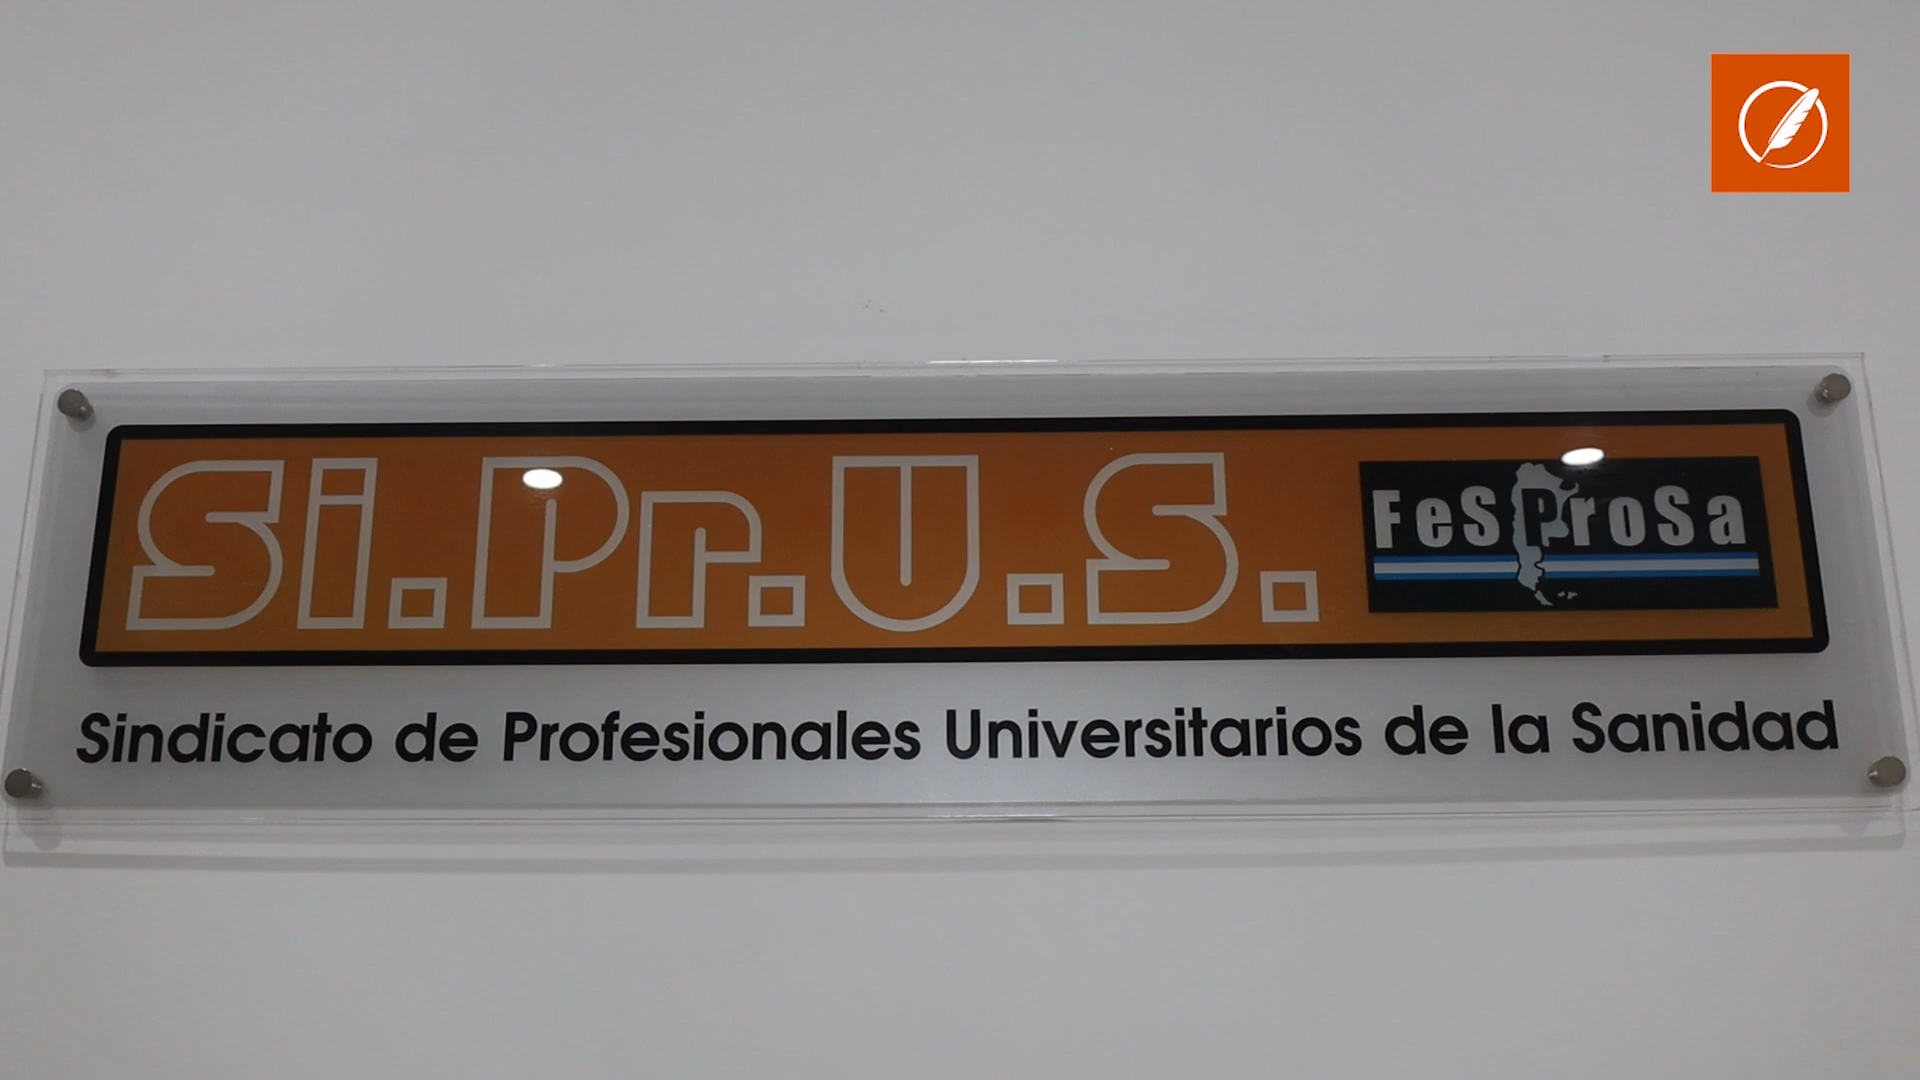 Si.Pr.U.S.
FeSProSa
Sindicato de Profesionales Universitarios de la Sanidad